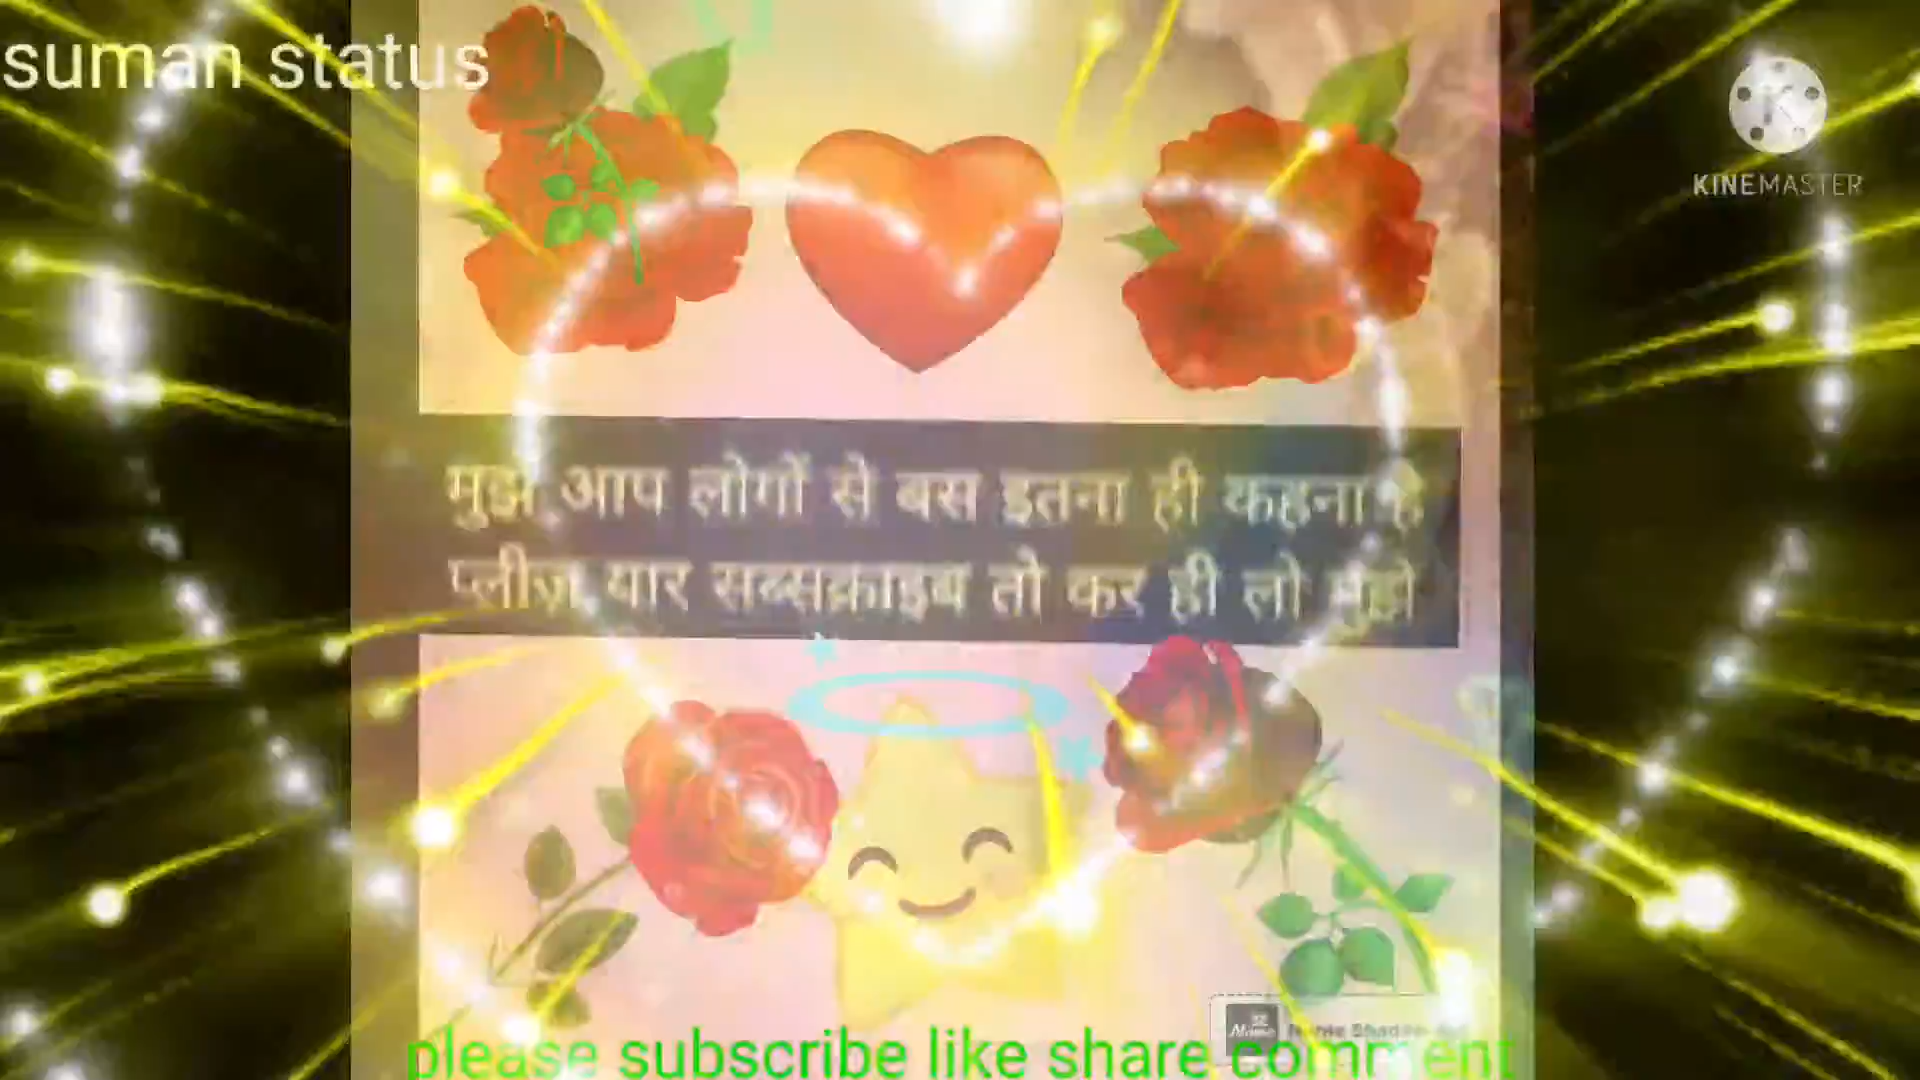 suman status
KINEMASTER
मुझे आप लोगों से बस इतना ही कहना है
प्लीज़ यार सब्सक्राइब तो कर ही लो मुझे
please subscribe like share comment